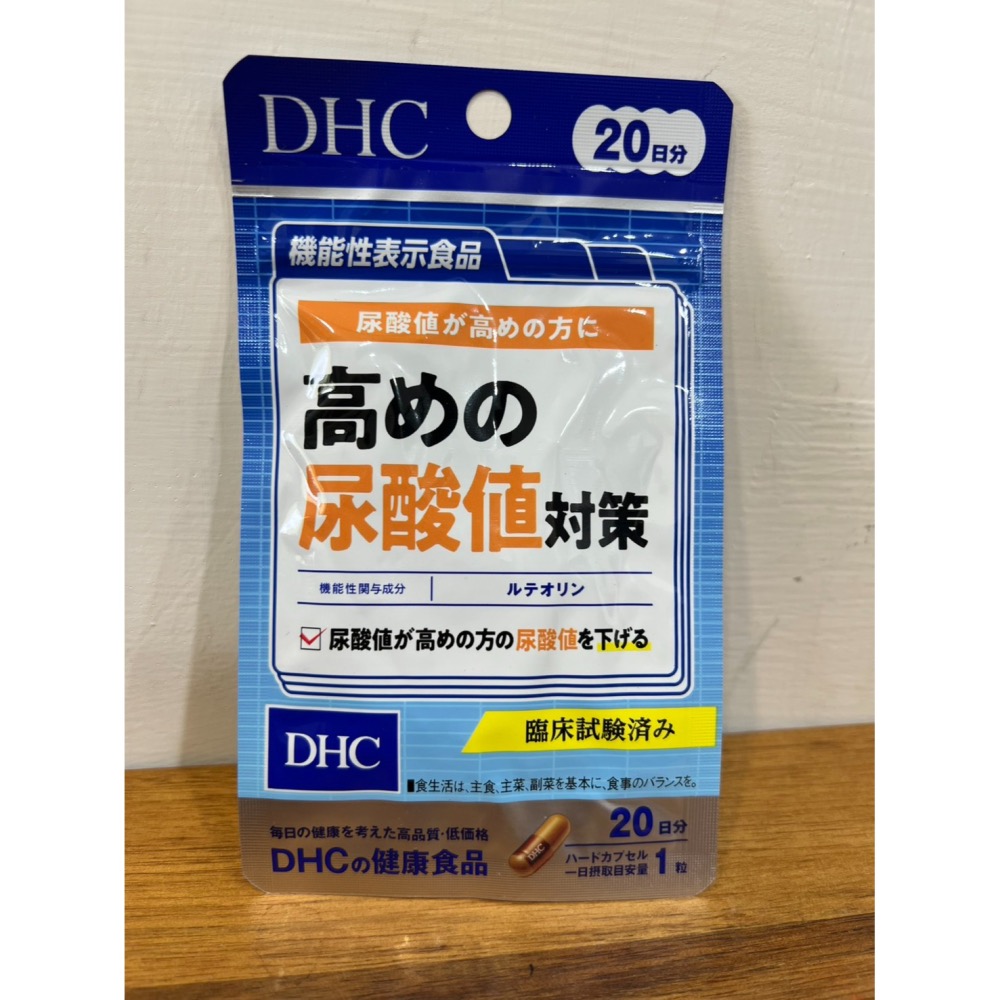 DHC
20日分
機能性表示食品
尿酸値が高めの方に
高めの
尿酸値対策
機能性関与成分 ルテオリン
尿酸値が高めの方の尿酸値を下げる
臨床試験済み
DHC
■食生活は、主食、主菜、副菜を基本に、食事のバランスを。
毎日の健康を考えた高品質・低価格
DHCの健康食品
DHC
20日分
ハードカプセル
一日摂取目安量 1粒